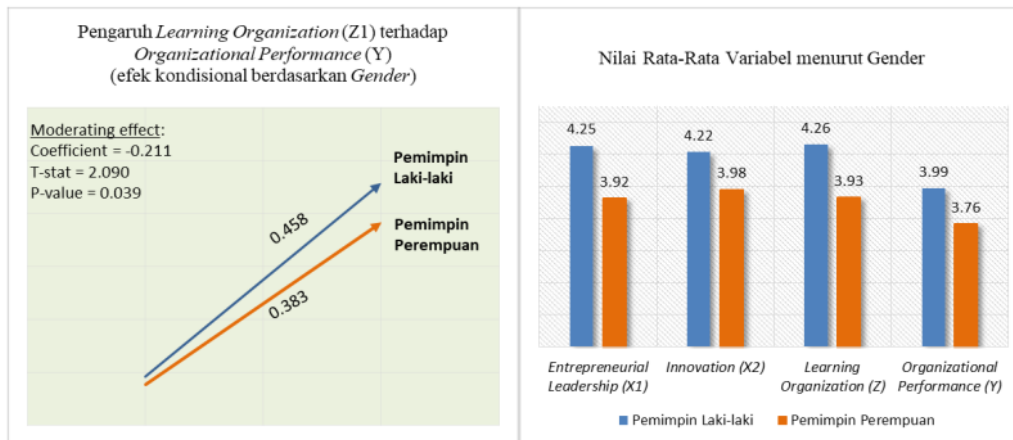 Pengaruh Learning Organization (Z1) terhadap
Organizational Performance (Y)
(efek kondisional berdasarkan Gender)
Moderating effect:
Coefficient = -0.211
T-stat = 2.090
P-value = 0.039
Pemimpin
Laki-laki
0.458
Pemimpin
Perempuan
0.383
Nilai Rata-Rata Variabel menurut Gender
4.25
3.92
4.22
3.98
4.26
3.93
3.99
3.76
Entrepreneurial
Leadership (X1)
Innovation (X2)
Learning
Organization (Z)
Organizational
Performance (Y)
Pemimpin Laki-laki
Pemimpin Perempuan